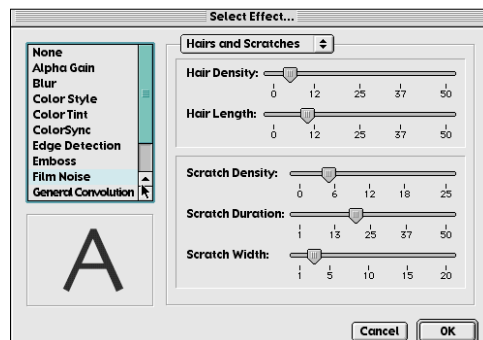 Select Effect...
None
Alpha Gain
Blur
Color Style
Color Tint
ColorSync
Edge Detection
Emboss
Film Noise
General Convolution
A
Hairs and Scratches
Hair Density:
0 12 25 37 50
Hair Length:
0 12 25 37 50
Scratch Density:
0 6 12 18 25
Scratch Duration:
1 13 25 37 50
Scratch Width:
1 5 10 15 20
Cancel OK